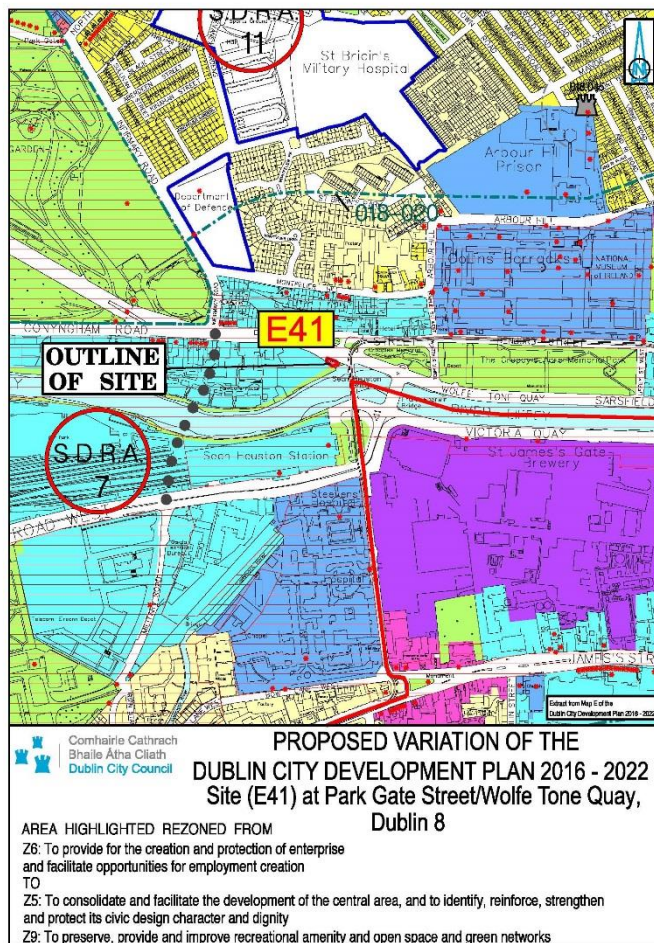 S.D.R.A.
11
St Bricin's
Military Hospital
Arbour Hill
Prison
Department
of Defence
018-020
ARBOUR HILL
Collins Barracks
NATIONAL
MUSEUM
of IRELAND
MONTPELIER
CONYNGHAM ROAD
E41
OUTLINE
OF SITE
The Croppy's Acre Memorial Park
WOLFE TONE QUAY
SARSFIELD
RIVER LIFFEY
VICTORIA QUAY
S.D.R.A.
7
Sean Heuston Station
St James's Gate
Brewery
ROAD WEST
JAMES'S STR
Extract from Map E of the
Dublin City Development Plan 2016 - 2022
Comhairle Cathrach
Bhaile Átha Cliath
Dublin City Council
PROPOSED VARIATION OF THE
DUBLIN CITY DEVELOPMENT PLAN 2016 - 2022
Site (E41) at Park Gate Street/Wolfe Tone Quay,
Dublin 8
AREA HIGHLIGHTED REZONED FROM
Z6: To provide for the creation and protection of enterprise
and facilitate opportunities for employment creation
TO
Z5: To consolidate and facilitate the development of the central area, and to identify, reinforce, strengthen
and protect its civic design character and dignity
Z9: To preserve, provide and improve recreational amenity and open space and green networks